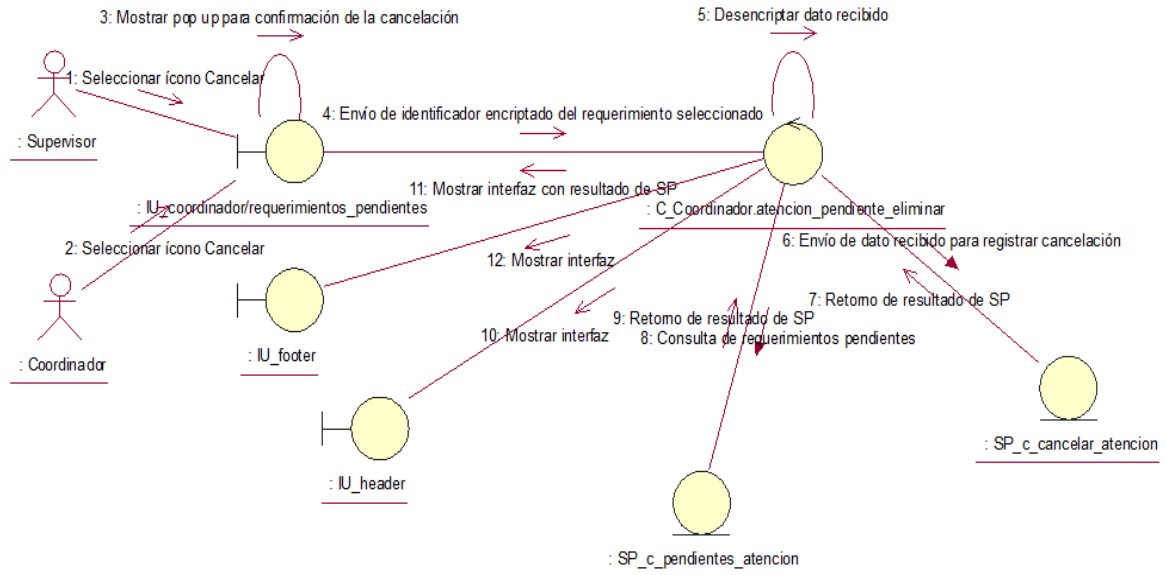 3: Mostrar pop up para confirmación de la cancelación
5: Desencriptar dato recibido
1: Seleccionar ícono Cancelar
4: Envío de identificador encriptado del requerimiento seleccionado
: Supervisor
11: Mostrar interfaz con resultado de SP
: IU_coordinador/requerimientos_pendientes
: C_Coordinador.atencion_pendiente_eliminar
2: Seleccionar ícono Cancelar
6: Envío de dato recibido para registrar cancelación
12: Mostrar interfaz
7: Retorno de resultado de SP
9: Retorno de resultado de SP
10: Mostrar interfaz
8: Consulta de requerimientos pendientes
: IU_footer
: Coordinador
: SP_c_cancelar_atencion
: IU_header
: SP_c_pendientes_atencion